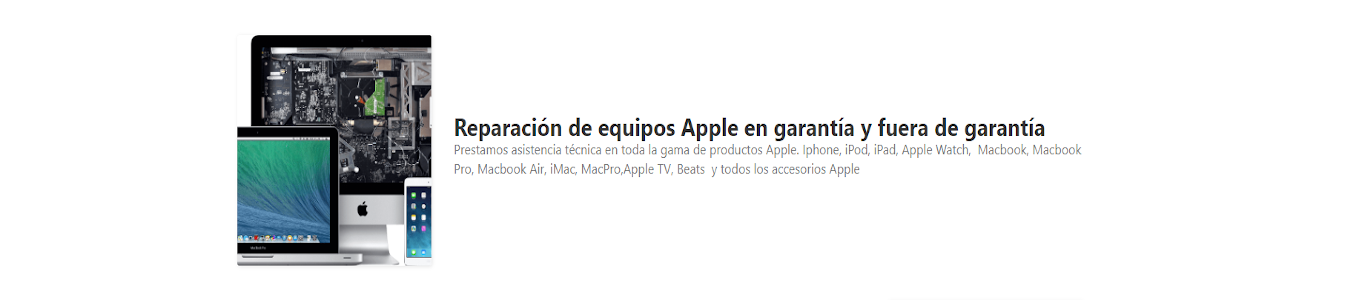 Reparación de equipos Apple en garantía y fuera de garantía
Prestamos asistencia técnica en toda la gama de productos Apple. Iphone, iPod, iPad, Apple Watch,  Macbook, Macbook
Pro, Macbook Air, iMac, MacPro,Apple TV, Beats  y todos los accesorios Apple
MacBook Pro